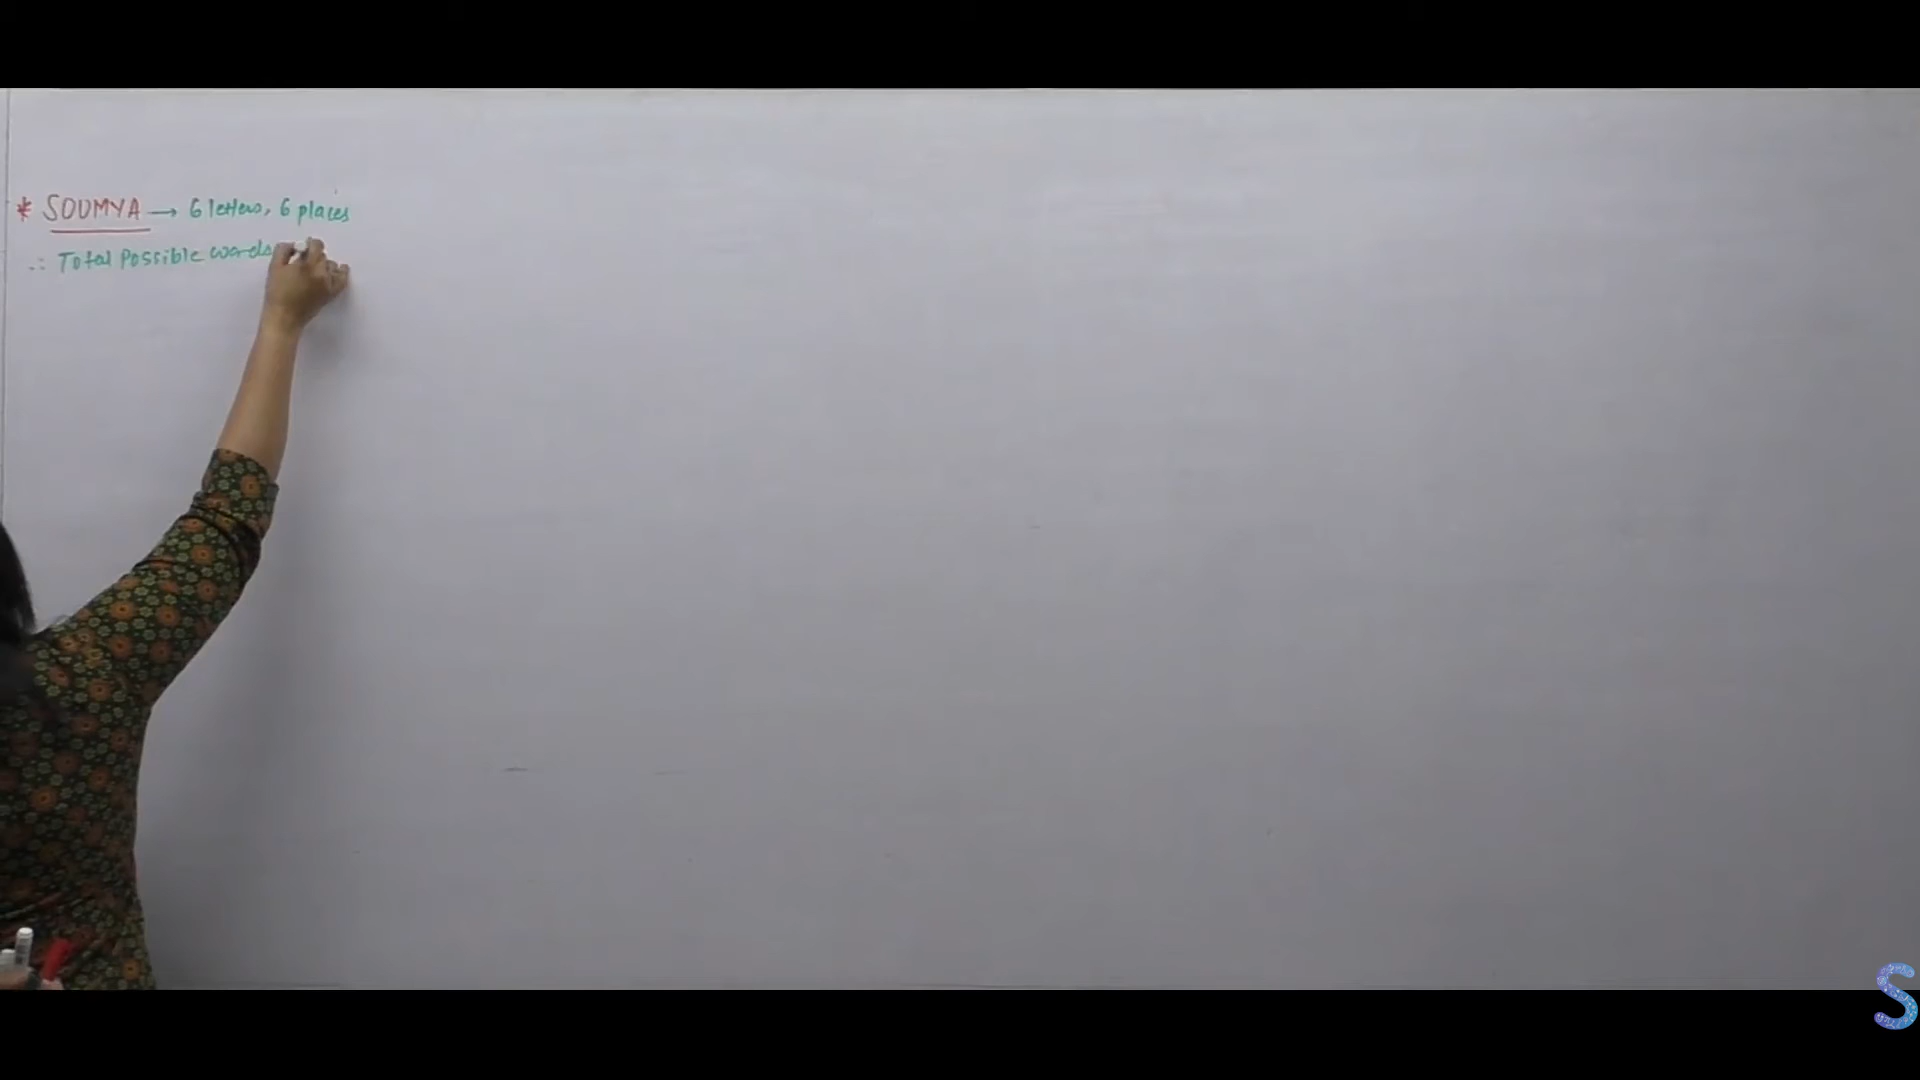 * SOUMYA → 6 letters, 6 places
∴ Total Possible words
S